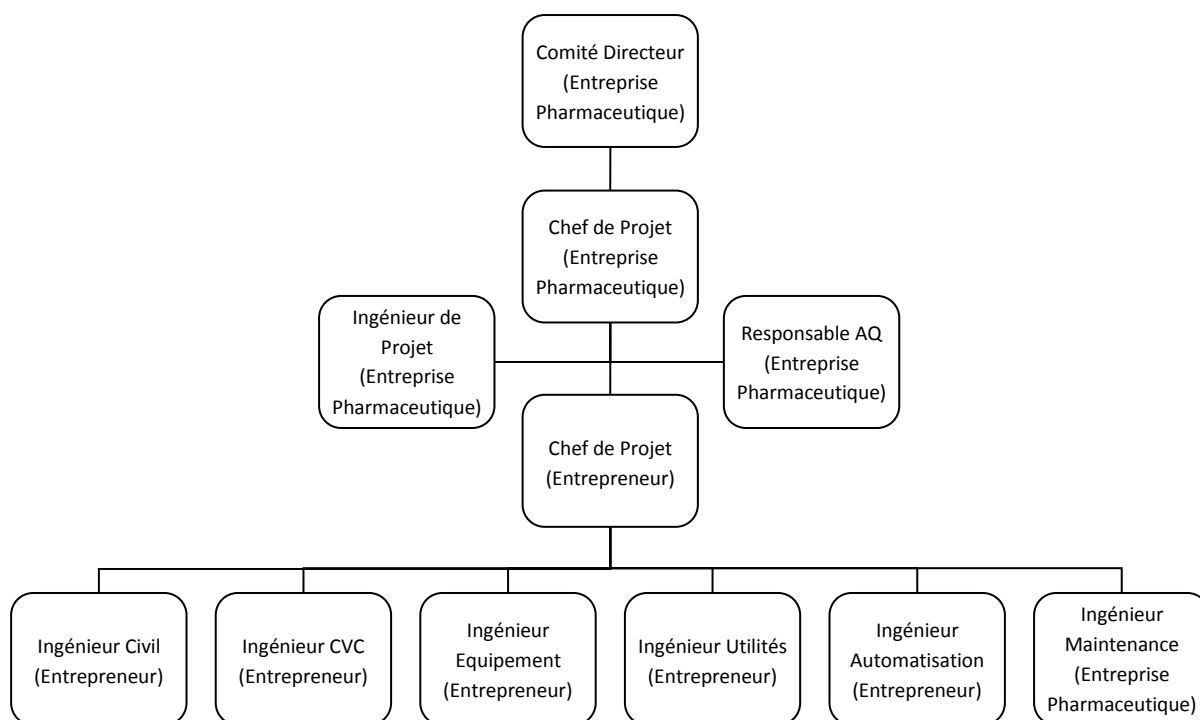 Comité Directeur
(Entreprise
Pharmaceutique)
Chef de Projet
(Entreprise
Pharmaceutique)
Ingénieur de
Projet
(Entreprise
Pharmaceutique)
Responsable AQ
(Entreprise
Pharmaceutique)
Chef de Projet
(Entrepreneur)
Ingénieur Civil
(Entrepreneur)
Ingénieur CVC
(Entrepreneur)
Ingénieur
Equipement
(Entrepreneur)
Ingénieur Utilités
(Entrepreneur)
Ingénieur
Automatisation
(Entrepreneur)
Ingénieur
Maintenance
(Entreprise
Pharmaceutique)